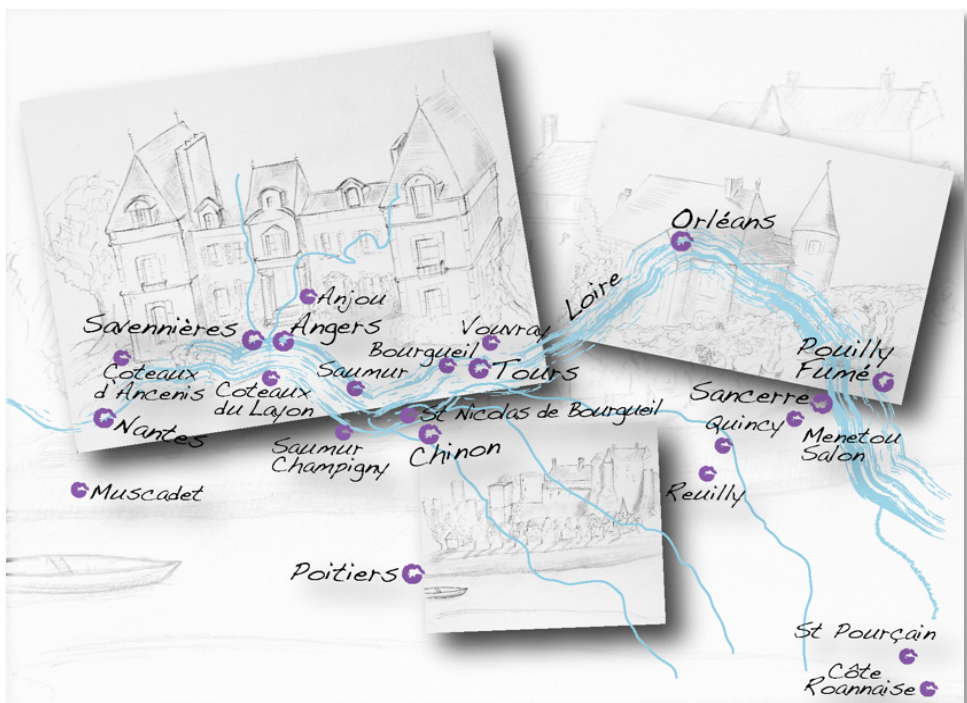 Orléans
Loire
Anjou
Savennières
Angers
Vouvray
Bourgueil
Tours
Pouilly
Fumé
Coteaux
d'Ancenis
Coteaux
du Layon
Saumur
Sancerre
St Nicolas de Bourgueil
Quincy
Nantes
Saumur
Champigny
Chinon
Menetou
Salon
Muscadet
Reuilly
Poitiers
St Pourçain
Côte
Roannaise